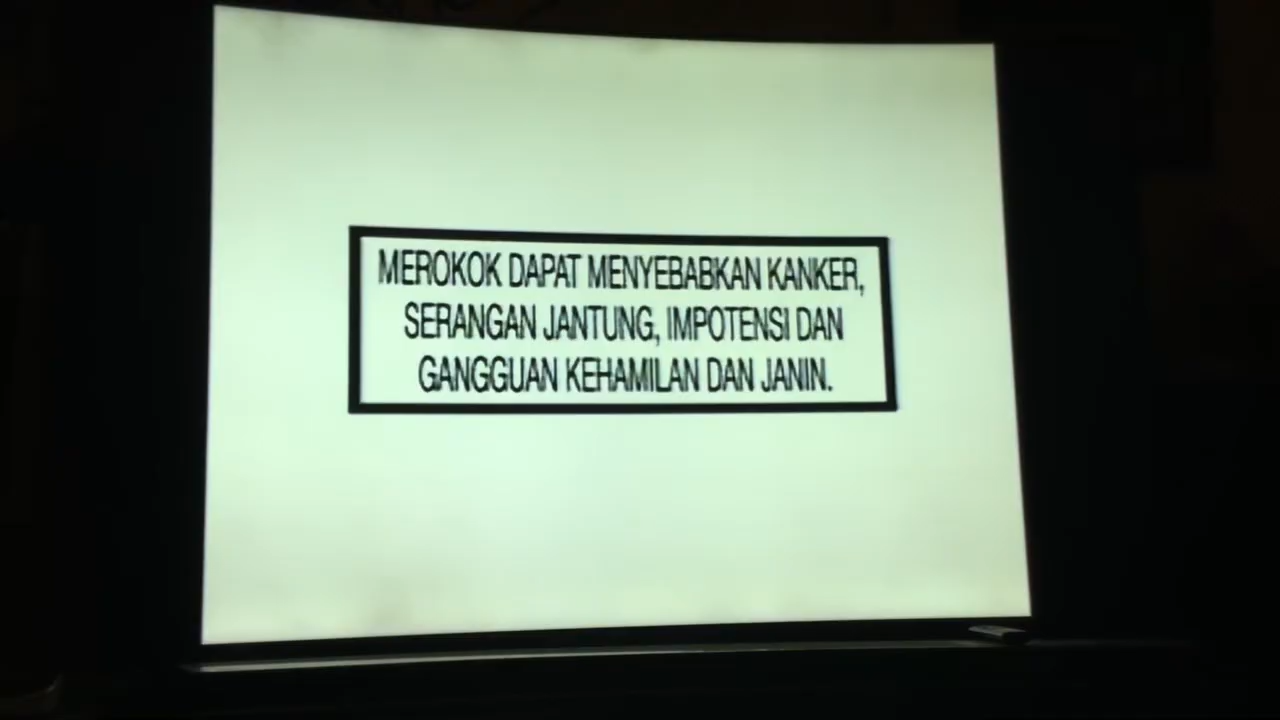 MEROKOK DAPAT MENYEBABKAN KANKER,
SERANGAN JANTUNG, IMPOTENSI DAN
GANGGUAN KEHAMILAN DAN JANIN.